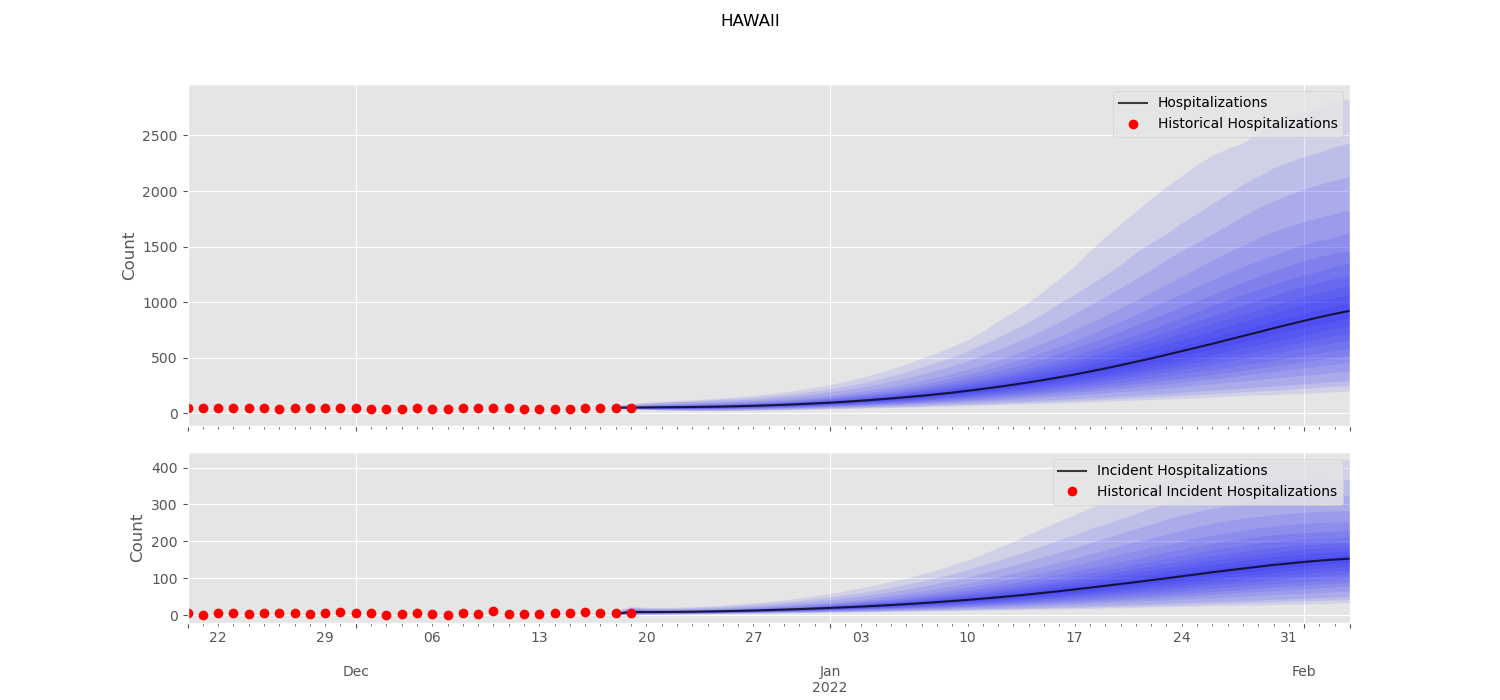 HAWAII
Hospitalizations
Historical Hospitalizations
2500
2000
1500
1000
500
0
Count
Incident Hospitalizations
Historical Incident Hospitalizations
400
300
200
100
0
Count
22 29 06 13 20 27 03 10 17 24 31
Dec Jan Feb
2022